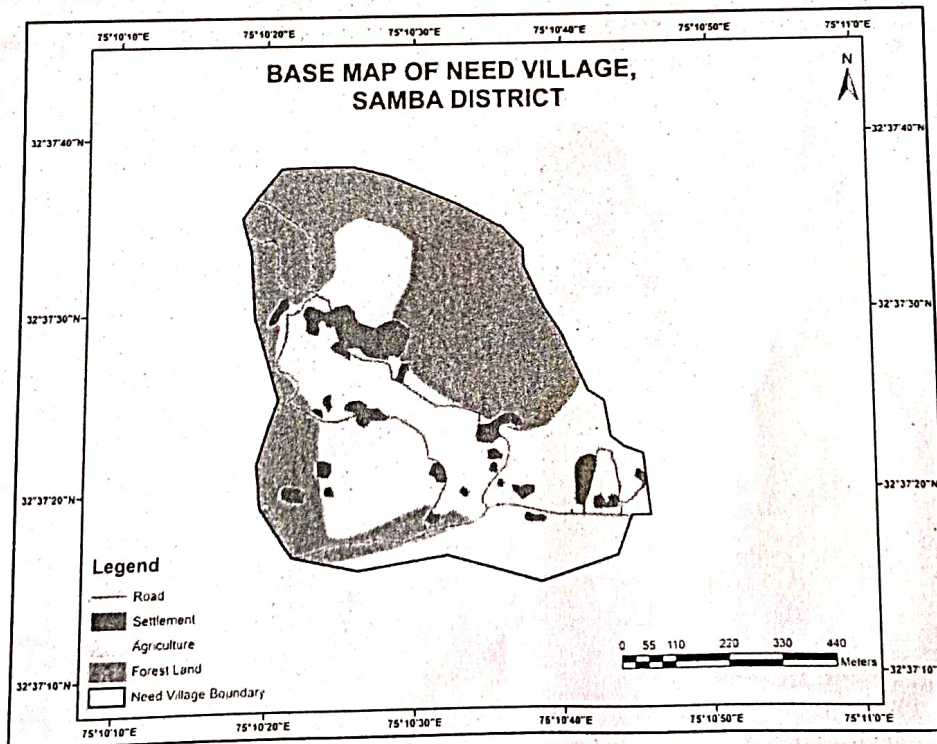 75°10'10"E 75°10'20"E 75°10'30"E 75°10'40"E 75°10'50"E 75°11'0"E
BASE MAP OF NEED VILLAGE,
SAMBA DISTRICT
N
32°37'40"N 32°37'40"N
32°37'30"N 32°37'30"N
32°37'20"N 32°37'20"N
Legend
Road
Settlement
Agriculture
Forest Land
Need Village Boundary
0 55 110 220 330 440
Meters
32°37'10"N 32°37'10"N
75°10'10"E 75°10'20"E 75°10'30"E 75°10'40"E 75°10'50"E 75°11'0"E